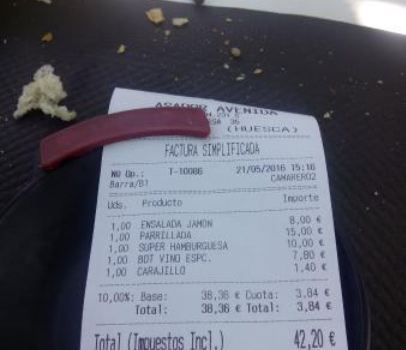 ASADOR AVENIDA
(HUESCA)
FACTURA SIMPLIFICADA
NO Op.: T-10086 21/05/2016 15:16
Barra/B1 CAMARERO2
Uds. Producto Importe
1,00 ENSALADA JAMON 8,00 €
1,00 PARRILLADA 15,00 €
1,00 SUPER HAMBURGUESA 10,00 €
1,00 BOT VINO ESPC. 7,80 €
1,00 CARAJILLO 1,40 €
10,00%: Base: 38,36 € Cuota: 3,84 €
Total: 38,36 € Total: 3,84 €
Total (Impuestos Incl.) 42,20 €